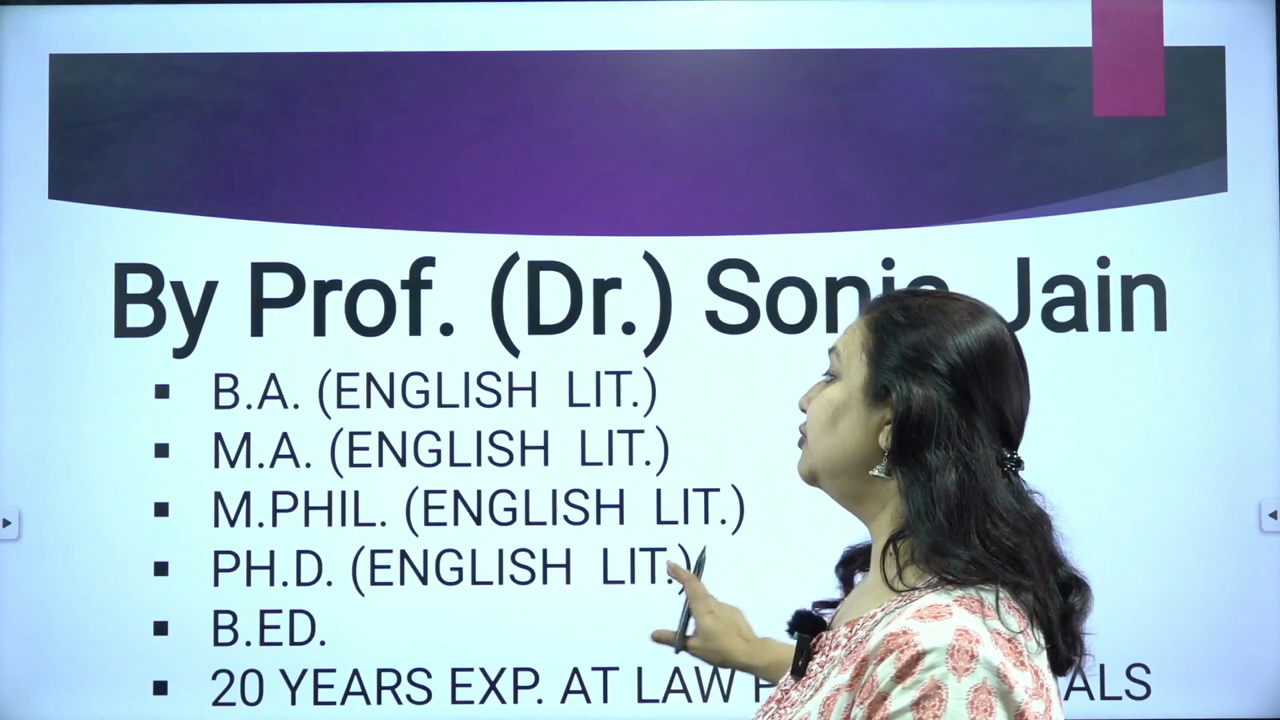 By Prof. (Dr.) Jain
B.A. (ENGLISH LIT.)
M.A. (ENGLISH LIT.)
M.PHIL. (ENGLISH LIT.)
PH.D. (ENGLISH LIT.)
B.ED.
20 YEARS EXP. AT LAW